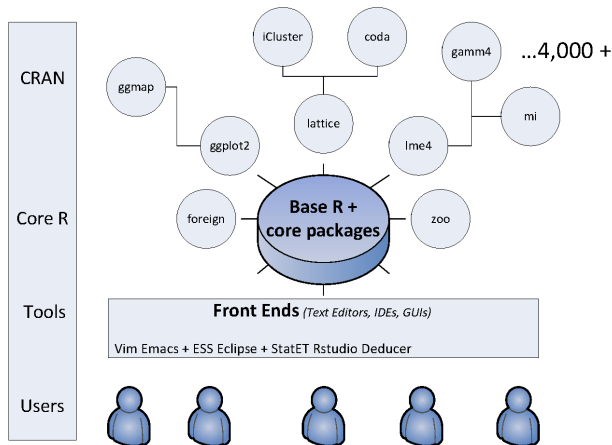 CRAN
Core R
Tools
Users
iCluster
coda
gamm4
...4,000 +
ggmap
lattice
mi
ggplot2
lme4
foreign
Base R +
core packages
zoo
Front Ends (Text Editors, IDEs, GUIs)
Vim Emacs + ESS Eclipse + StatET Rstudio Deducer